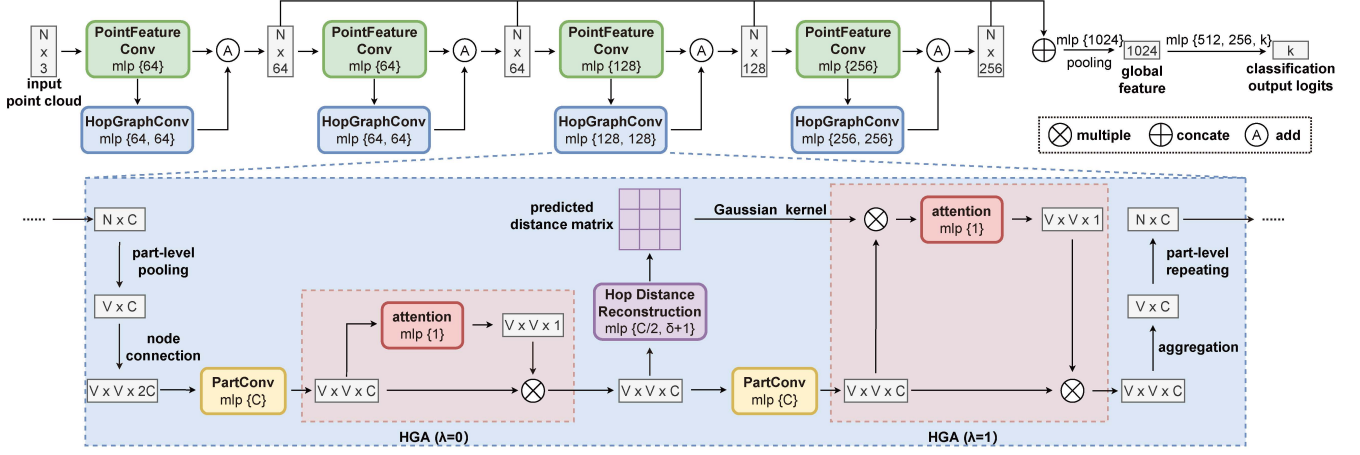 N
x
3
input
point cloud
PointFeature
Conv
mlp {64}
HopGraphConv
mlp {64, 64}
A
N
x
64
PointFeature
Conv
mlp {64}
HopGraphConv
mlp {64, 64}
A
N
x
64
PointFeature
Conv
mlp {128}
HopGraphConv
mlp {128, 128}
A
N
x
128
PointFeature
Conv
mlp {256}
HopGraphConv
mlp {256, 256}
A
N
x
256
mlp {1024}
pooling
1024
global
feature
mlp {512, 256, k}
k
classification
output logits
multiple
concate
A add
......
N x C
part-level
pooling
V x C
node
connection
V x V x 2C
PartConv
mlp {C}
V x V x C
attention
mlp {1}
V x V x 1
HGA (λ=0)
V x V x C
Hop Distance
Reconstruction
mlp {C/2, δ+1}
predicted
distance matrix
Gaussian kernel
PartConv
mlp {C}
V x V x C
attention
mlp {1}
V x V x 1
HGA (λ=1)
V x V x C
aggregation
V x C
part-level
repeating
N x C
......